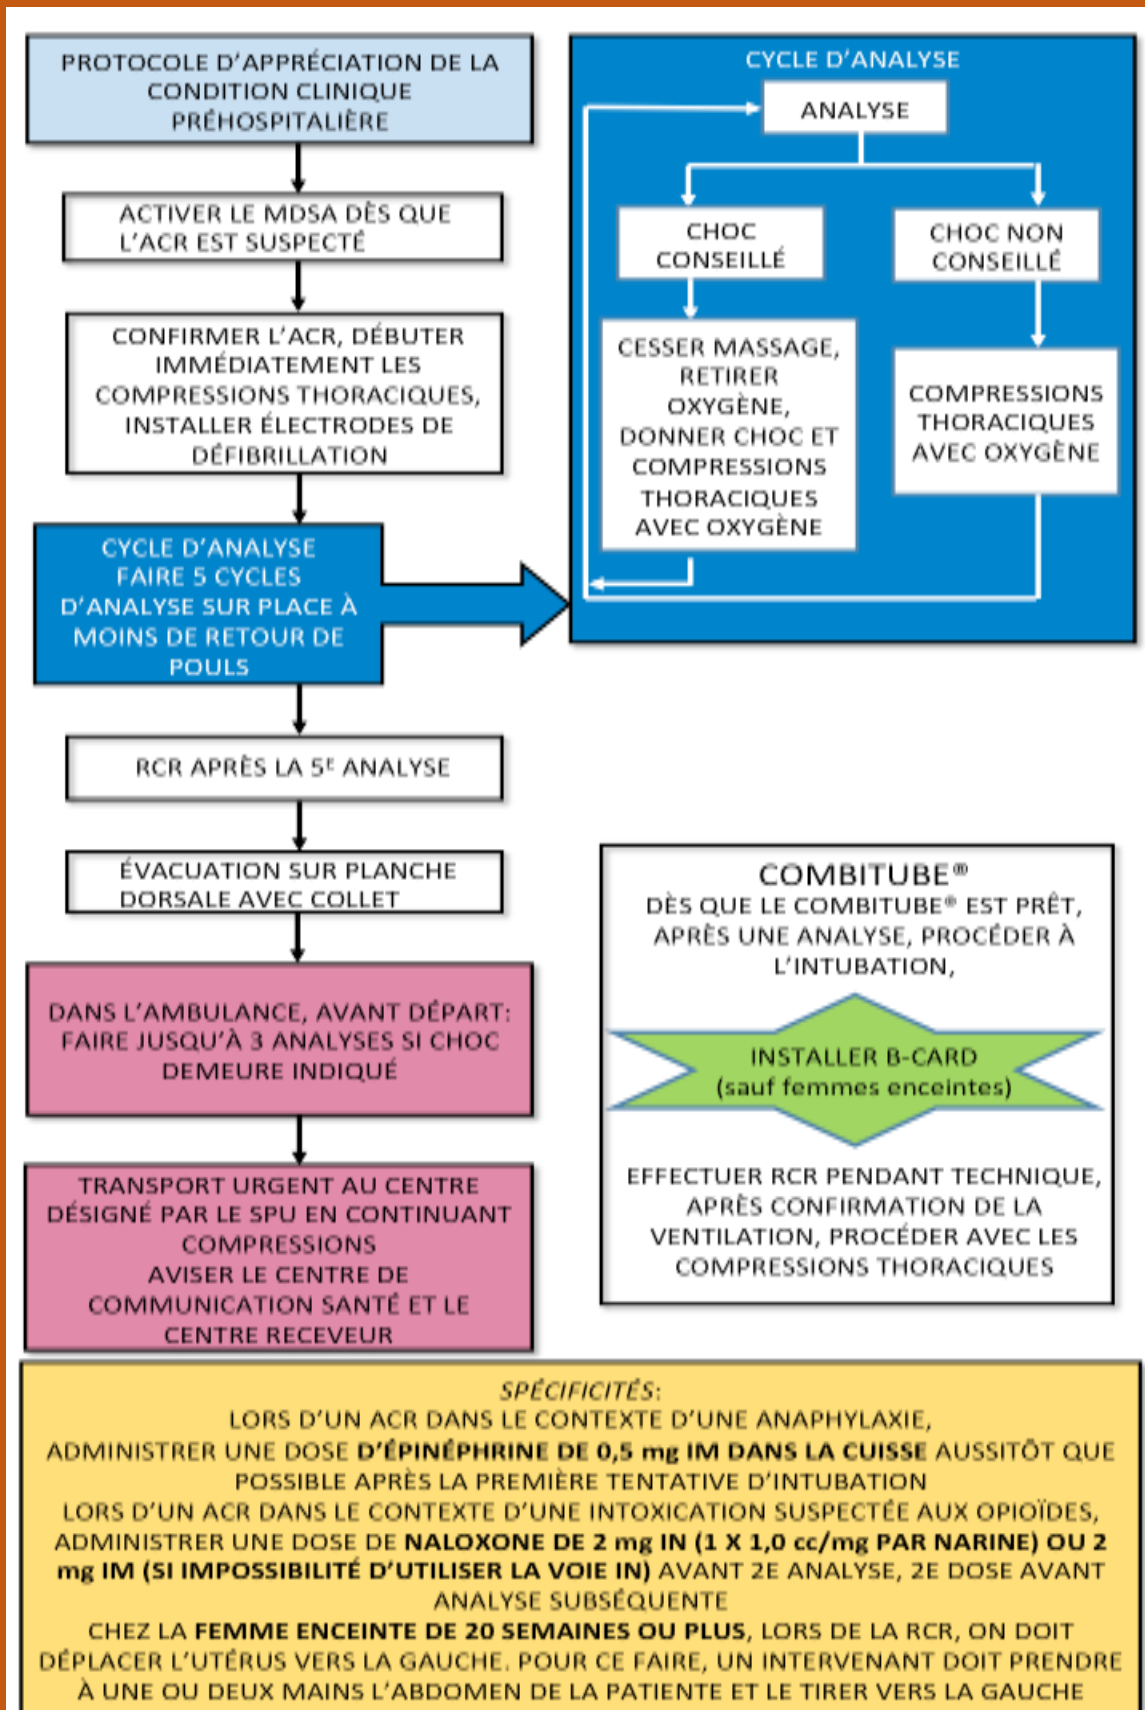 PROTOCOLE D'APPRÉCIATION DE LA
CONDITION CLINIQUE
PRÉHOSPITALIÈRE
ACTIVER LE MDSA DÈS QUE
L'ACR EST SUSPECTÉ
CONFIRMER L'ACR, DÉBUTER
IMMÉDIATEMENT LES
COMPRESSIONS THORACIQUES,
INSTALLER ÉLECTRODES DE
DÉFIBRILLATION
CYCLE D'ANALYSE
FAIRE 5 CYCLES
D'ANALYSE SUR PLACE À
MOINS DE RETOUR DE
POULS
CYCLE D'ANALYSE
ANALYSE
CHOC
CONSEILLÉ
CHOC NON
CONSEILLÉ
CESSER MASSAGE,
RETIRER
OXYGÈNE,
DONNER CHOC ET
COMPRESSIONS
THORACIQUES
AVEC OXYGÈNE
COMPRESSIONS
THORACIQUES
AVEC OXYGÈNE
RCR APRÈS LA 5ᴱ ANALYSE
ÉVACUATION SUR PLANCHE
DORSALE AVEC COLLET
DANS L'AMBULANCE, AVANT DÉPART:
FAIRE JUSQU'À 3 ANALYSES SI CHOC
DEMEURE INDIQUÉ
TRANSPORT URGENT AU CENTRE
DÉSIGNÉ PAR LE SPU EN CONTINUANT
COMPRESSIONS
AVISER LE CENTRE DE
COMMUNICATION SANTÉ ET LE
CENTRE RECEVEUR
COMBITUBE®
DÈS QUE LE COMBITUBE® EST PRÊT,
APRÈS UNE ANALYSE, PROCÉDER À
L'INTUBATION,
INSTALLER B-CARD
(sauf femmes enceintes)
EFFECTUER RCR PENDANT TECHNIQUE,
APRÈS CONFIRMATION DE LA
VENTILATION, PROCÉDER AVEC LES
COMPRESSIONS THORACIQUES
SPÉCIFICITÉS:
LORS D'UN ACR DANS LE CONTEXTE D'UNE ANAPHYLAXIE,
ADMINISTRER UNE DOSE D'ÉPINÉPHRINE DE 0,5 mg IM DANS LA CUISSE AUSSITÔT QUE
POSSIBLE APRÈS LA PREMIÈRE TENTATIVE D'INTUBATION
LORS D'UN ACR DANS LE CONTEXTE D'UNE INTOXICATION SUSPECTÉE AUX OPIOÏDES,
ADMINISTRER UNE DOSE DE NALOXONE DE 2 mg IN (1 X 1,0 cc/mg PAR NARINE) OU 2
mg IM (SI IMPOSSIBILITÉ D'UTILISER LA VOIE IN) AVANT 2E ANALYSE, 2E DOSE AVANT
ANALYSE SUBSÉQUENTE
CHEZ LA FEMME ENCEINTE DE 20 SEMAINES OU PLUS, LORS DE LA RCR, ON DOIT
DÉPLACER L'UTÉRUS VERS LA GAUCHE. POUR CE FAIRE, UN INTERVENANT DOIT PRENDRE
À UNE OU DEUX MAINS L'ABDOMEN DE LA PATIENTE ET LE TIRER VERS LA GAUCHE